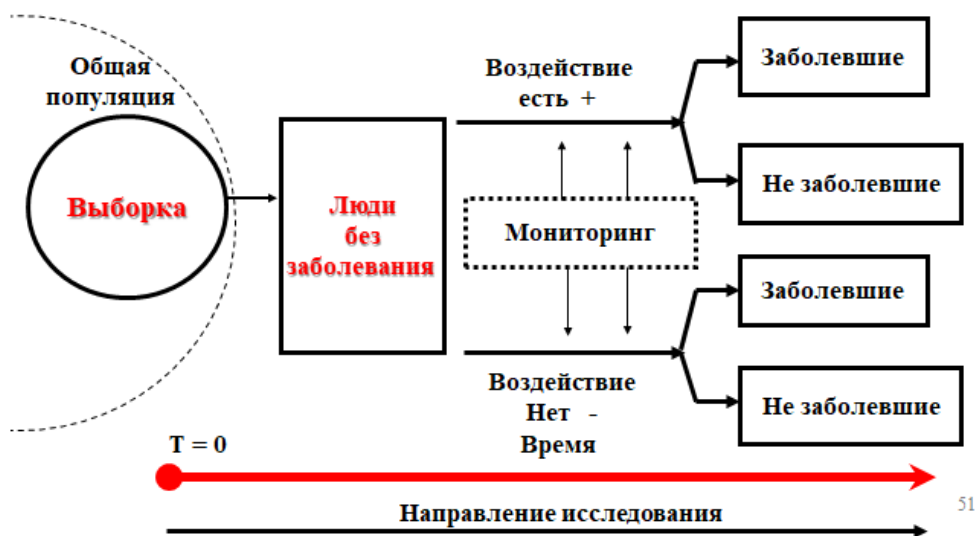 Общая
популяция
Выборка
Люди
без
заболевания
Воздействие
есть +
Мониторинг
Воздействие
Нет -
Время
Заболевшие
Не заболевшие
Заболевшие
Не заболевшие
T = 0
Направление исследования
51